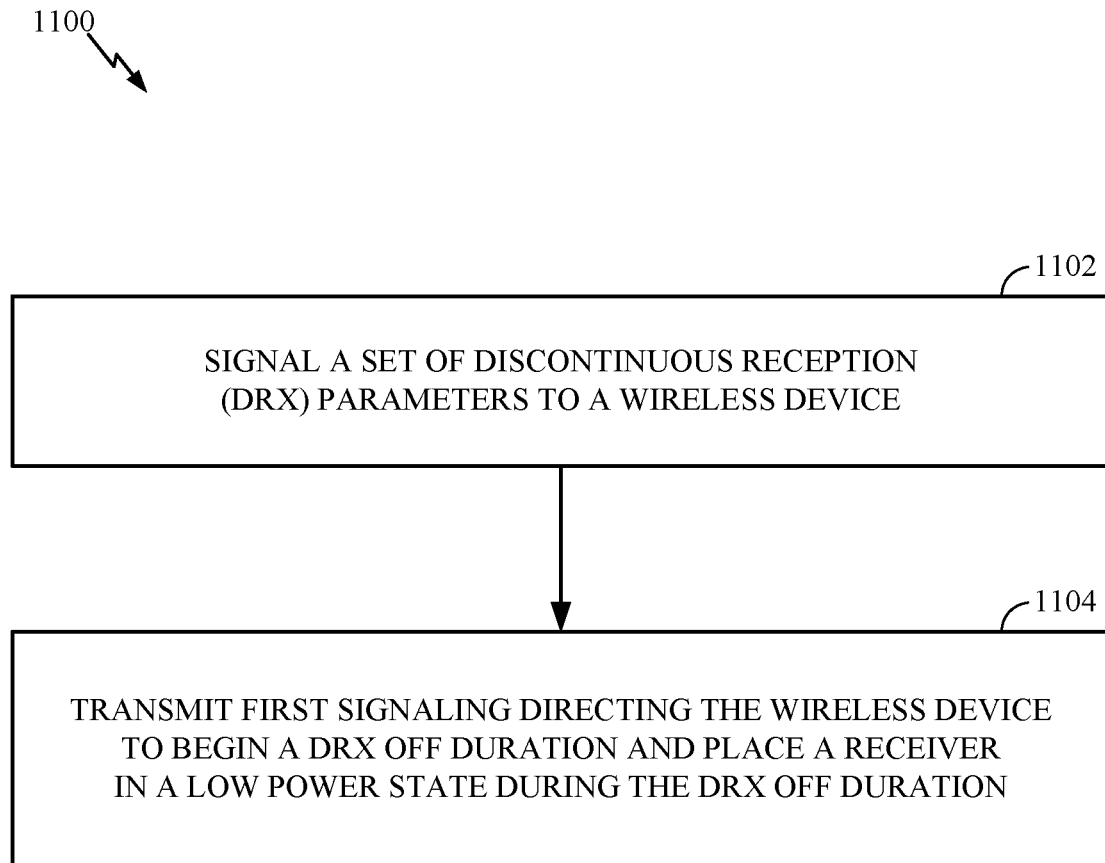 1100
1102
SIGNAL A SET OF DISCONTINUOUS RECEPTION
(DRX) PARAMETERS TO A WIRELESS DEVICE
1104
TRANSMIT FIRST SIGNALING DIRECTING THE WIRELESS DEVICE
TO BEGIN A DRX OFF DURATION AND PLACE A RECEIVER
IN A LOW POWER STATE DURING THE DRX OFF DURATION